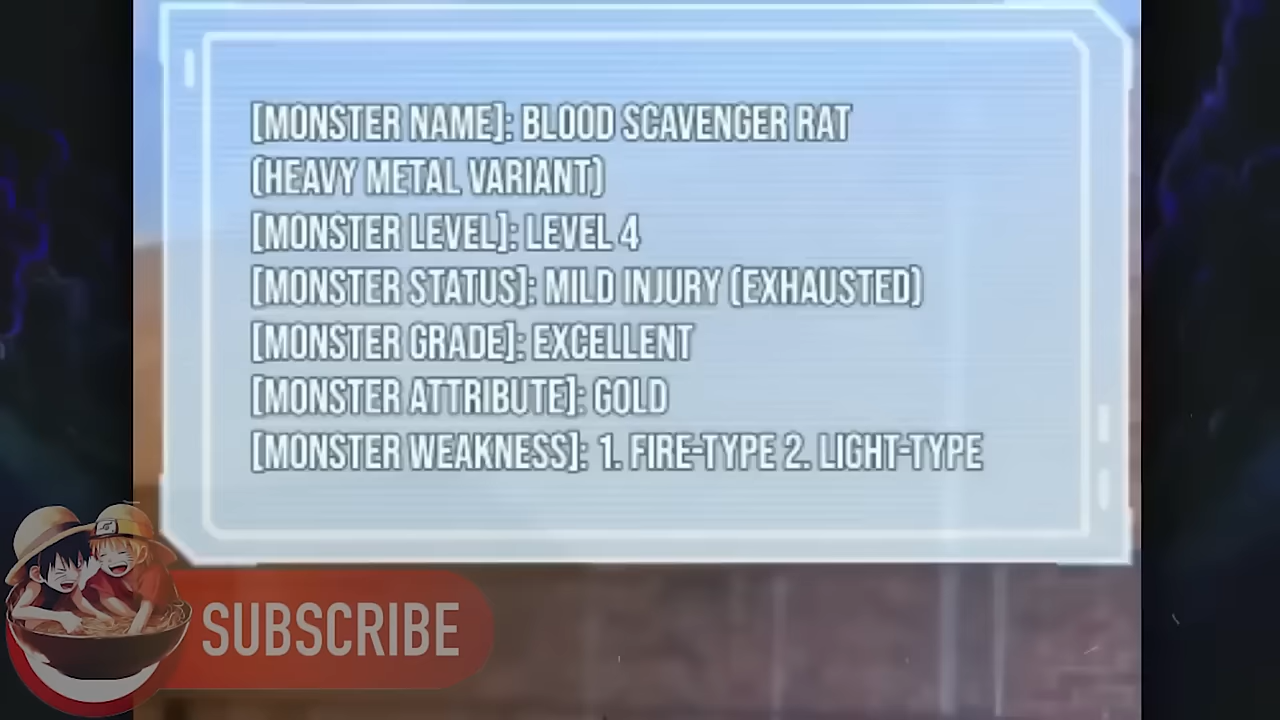 [MONSTER NAME]: BLOOD SCAVENGER RAT
(HEAVY METAL VARIANT)
[MONSTER LEVEL]: LEVEL 4
[MONSTER STATUS]: MILD INJURY (EXHAUSTED)
[MONSTER GRADE]: EXCELLENT
[MONSTER ATTRIBUTE]: GOLD
[MONSTER WEAKNESS]: 1. FIRE-TYPE 2. LIGHT-TYPE
SUBSCRIBE